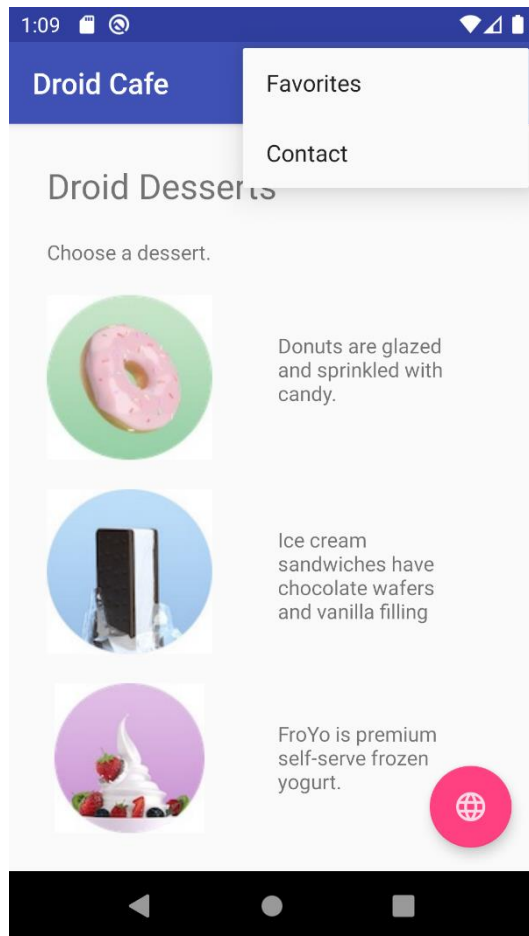 1:09
Droid Cafe
Favorites
Contact
Droid Desserts
Choose a dessert.
Donuts are glazed
and sprinkled with
candy.
Ice cream
sandwiches have
chocolate wafers
and vanilla filling
FroYo is premium
self-serve frozen
yogurt.